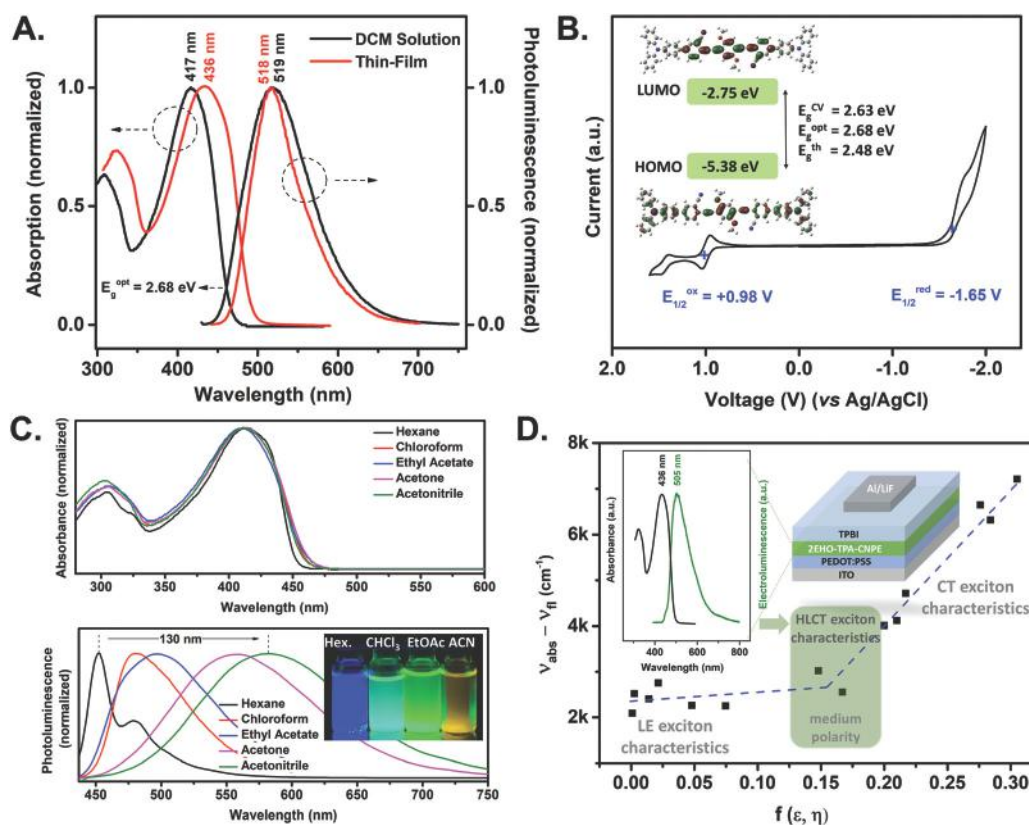 A.
417 nm
436 nm
518 nm
519 nm
DCM Solution
Thin-Film
Absorption (normalized)
1.0
0.5
0.0
E_g^opt = 2.68 eV
1.0
0.5
0.0
Photoluminescence (normalized)
300 400 500 600 700
Wavelength (nm)
B.
LUMO
-2.75 eV
HOMO
-5.38 eV
E_g^CV = 2.63 eV
E_g^opt = 2.68 eV
E_g^th = 2.48 eV
Current (a.u.)
E_1/2^ox = +0.98 V
E_1/2^red = -1.65 V
2.0 1.0 0.0 -1.0 -2.0
Voltage (V) (vs Ag/AgCl)
C.
Absorbance (normalized)
Hexane
Chloroform
Ethyl Acetate
Acetone
Acetonitrile
300 350 400 450 500 550 600
Wavelength (nm)
Photoluminescence (normalized)
130 nm
Hex. CHCl3 EtOAc ACN
Hexane
Chloroform
Ethyl Acetate
Acetone
Acetonitrile
450 500 550 600 650 700 750
Wavelength (nm)
D.
ν_abs − ν_fl (cm⁻¹)
8k
6k
4k
2k
436 nm
505 nm
Absorbance (a.u.)
Electroluminescence (a.u.)
400 600 800
Wavelength (nm)
Al/LiF
TPBI
2EHO-TPA-CNPE
PEDOT:PSS
ITO
CT exciton
characteristics
HLCT exciton
characteristics
medium
polarity
LE exciton
characteristics
0.00 0.05 0.10 0.15 0.20 0.25 0.30
f (ε, η)